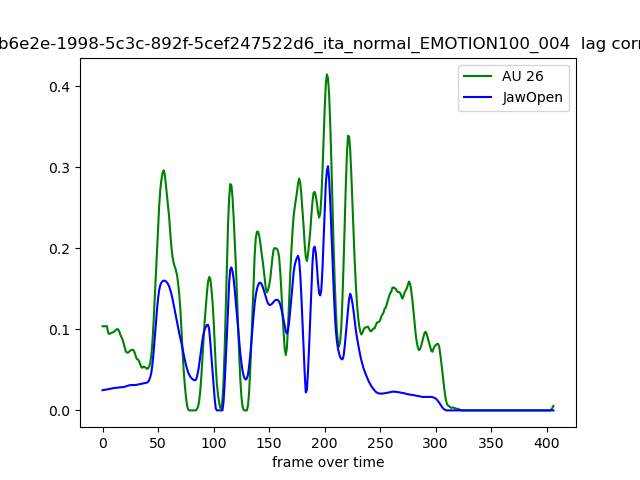 b6e2e-1998-5c3c-892f-5cef247522d6_ita_normal_EMOTION100_004 lag corr
AU 26
JawOpen
0.4
0.3
0.2
0.1
0.0
0 50 100 150 200 250 300 350 400
frame over time